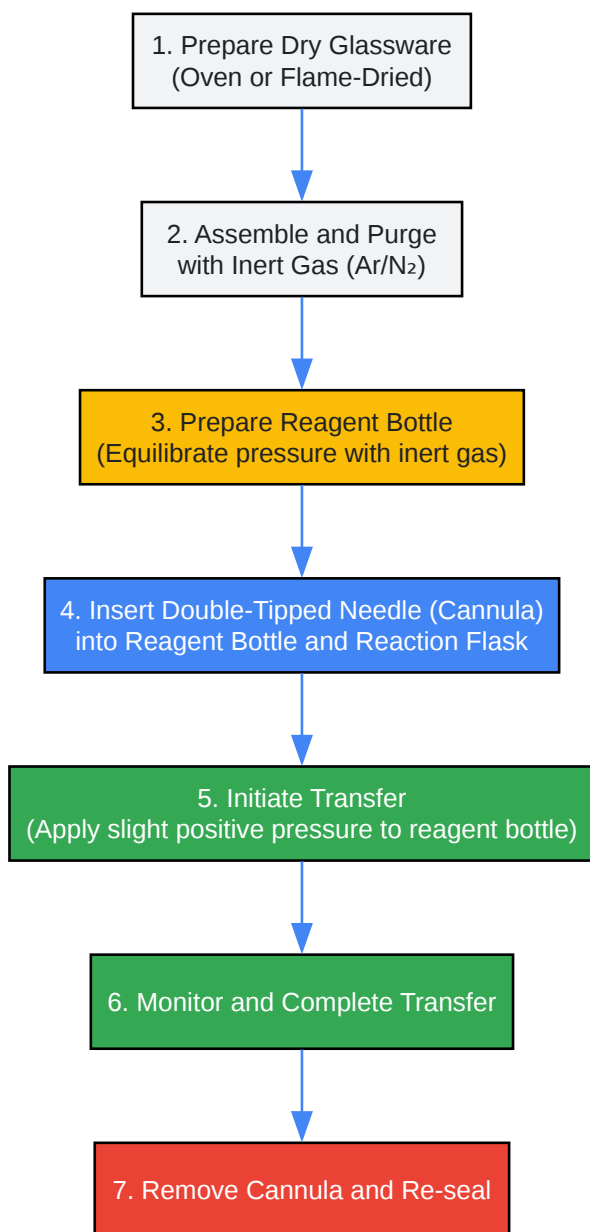 1. Prepare Dry Glassware
(Oven or Flame-Dried)
2. Assemble and Purge
with Inert Gas (Ar/N₂)
3. Prepare Reagent Bottle
(Equilibrate pressure with inert gas)
4. Insert Double-Tipped Needle (Cannula)
into Reagent Bottle and Reaction Flask
5. Initiate Transfer
(Apply slight positive pressure to reagent bottle)
6. Monitor and Complete Transfer
7. Remove Cannula and Re-seal